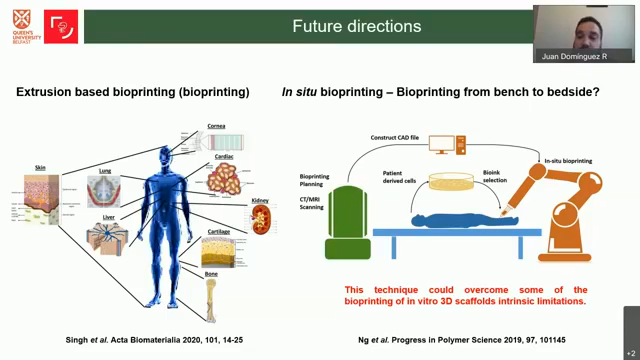 QUEEN'S
UNIVERSITY
BELFAST
Future directions
Juan Domínguez R
Extrusion based bioprinting (bioprinting)
Cornea
Skin
Lung
Cardiac
Kidney
Liver
Cartilage
Bone
Singh et al. Acta Biomaterialia 2020, 101, 14-25
In situ bioprinting – Bioprinting from bench to bedside?
Construct CAD file
In-situ bioprinting
Bioprinting
Planning
CT/MRI
Scanning
Patient
derived cells
Bioink
selection
This technique could overcome some of the
bioprinting of in vitro 3D scaffolds intrinsic limitations.
Ng et al. Progress in Polymer Science 2019, 97, 101145
+2